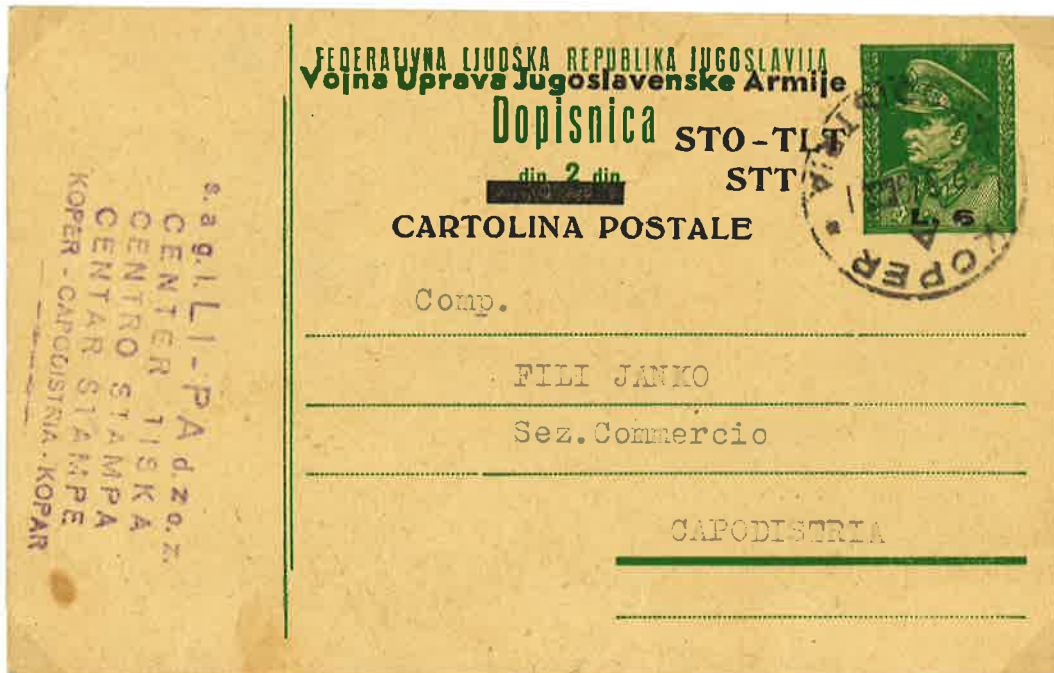 FEDERATIVNA LJUDSKA REPUBLIKA JUGOSLAVIJA
Vojna Uprava Jugoslavenske Armije
Dopisnica
STO-TLT
din 2 din
STT
CARTOLINA POSTALE
L. 6
KOPER
Comp.
FILI JANKO
Sez.Commercio
CAPODISTRIA
s.a g.l. LI-PA d.z o.z.
CENTER TISKA
CENTRO STAMPA
CENTAR STAMPE
KOPER - CAPODISTRIA - KOPAR